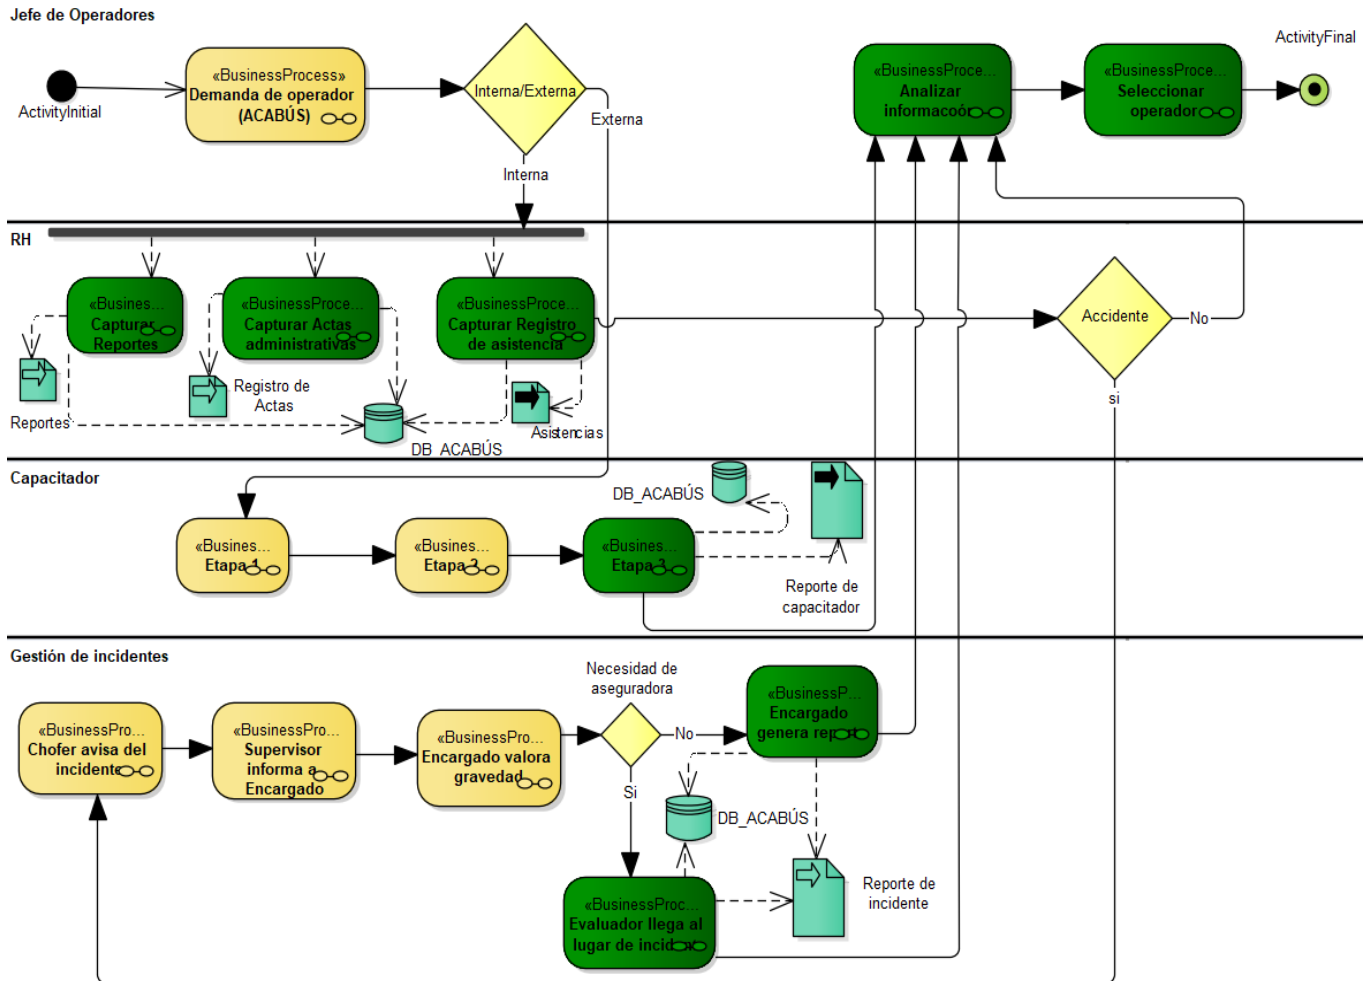 Jefe de Operadores
ActivityInitial
«BusinessProcess»
Demanda de operador
(ACABÚS)
Interna/Externa
Externa
Interna
«BusinessProce...
Analizar
informacoón
«BusinessProce...
Seleccionar
operador
ActivityFinal
RH
«Busines...
Capturar
Reportes
«BusinessProce...
Capturar Actas
administrativas
«BusinessProce...
Capturar Registro
de asistencia
Accidente
No
si
Reportes
Registro de
Actas
DB_ACABÚS
Asistencias
Capacitador
«Busines...
Etapa 1
«Busines...
Etapa 2
«Busines...
Etapa 3
DB_ACABÚS
Reporte de
capacitador
Gestión de incidentes
«BusinessPro...
Chofer avisa del
incidente
«BusinessPro...
Supervisor
informa a
Encargado
«BusinessPro...
Encargado valora
gravedad
Necesidad de
aseguradora
No
Si
«BusinessP...
Encargado
genera report
DB_ACABÚS
«BusinessProc...
Evaluador llega al
lugar de incident
Reporte de
incidente